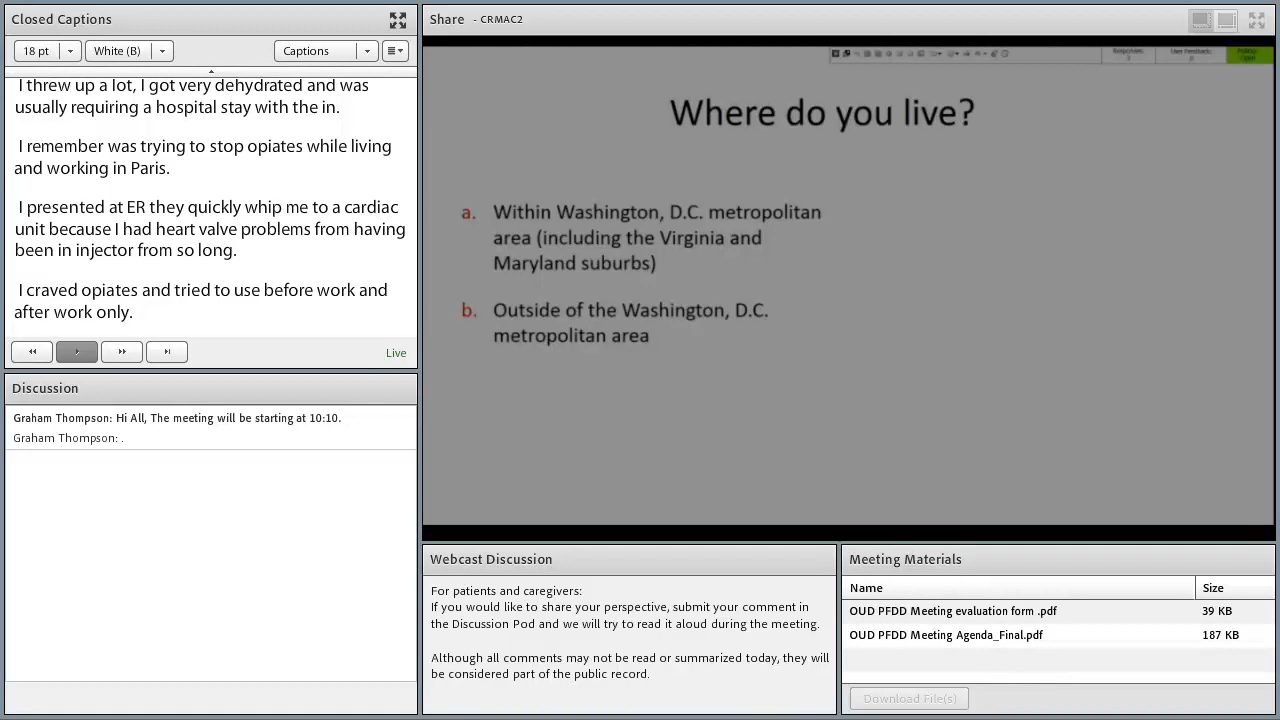 Closed Captions
18 pt
White (B)
Captions
I threw up a lot, I got very dehydrated and was
usually requiring a hospital stay with the in.
I remember was trying to stop opiates while living
and working in Paris.
I presented at ER they quickly whip me to a cardiac
unit because I had heart valve problems from having
been in injector from so long.
I craved opiates and tried to use before work and
after work only.
Live
Discussion
Graham Thompson: Hi All, The meeting will be starting at 10:10.
Graham Thompson: .
Share - CRMAC2
Where do you live?
a. Within Washington, D.C. metropolitan
area (including the Virginia and
Maryland suburbs)
b. Outside of the Washington, D.C.
metropolitan area
Webcast Discussion
For patients and caregivers:
If you would like to share your perspective, submit your comment in
the Discussion Pod and we will try to read it aloud during the meeting.
Although all comments may not be read or summarized today, they will
be considered part of the public record.
Meeting Materials
Name Size
OUD PFDD Meeting evaluation form .pdf 39 KB
OUD PFDD Meeting Agenda_Final.pdf 187 KB
Download File(s)